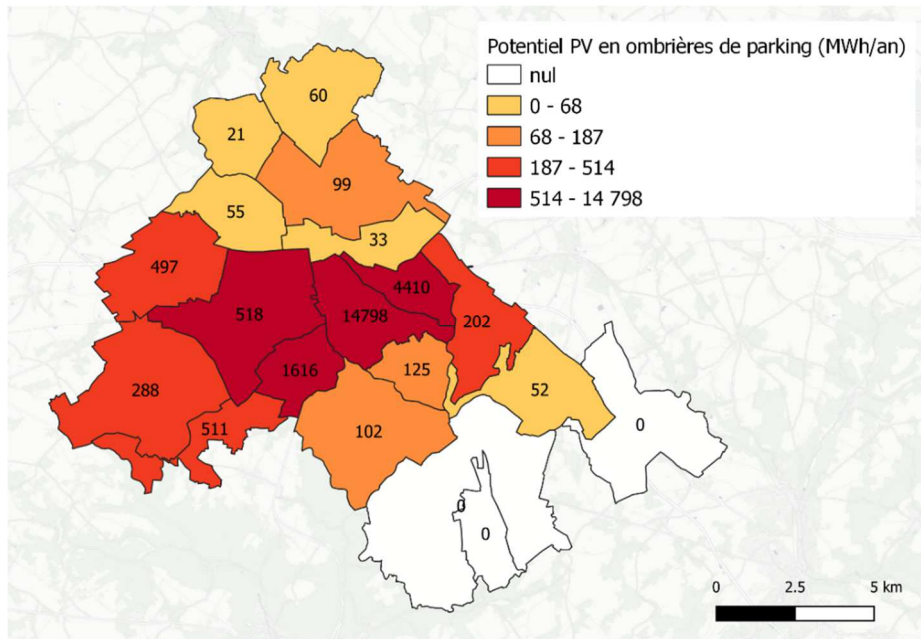 Potentiel PV en ombrières de parking (MWh/an)
nul
0 - 68
68 - 187
187 - 514
514 - 14 798
60
21
99
55
33
497
4410
518
14798
202
1616
125
288
52
511
102
0
0
0
0 2.5 5 km